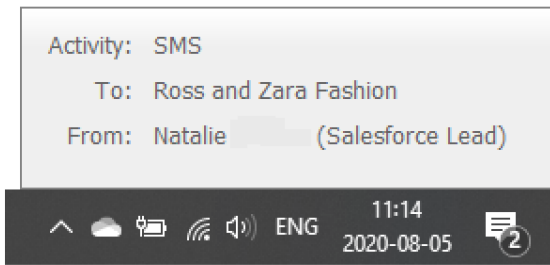 Activity: SMS
To: Ross and Zara Fashion
From: Natalie (Salesforce Lead)
ENG
11:14
2020-08-05
2